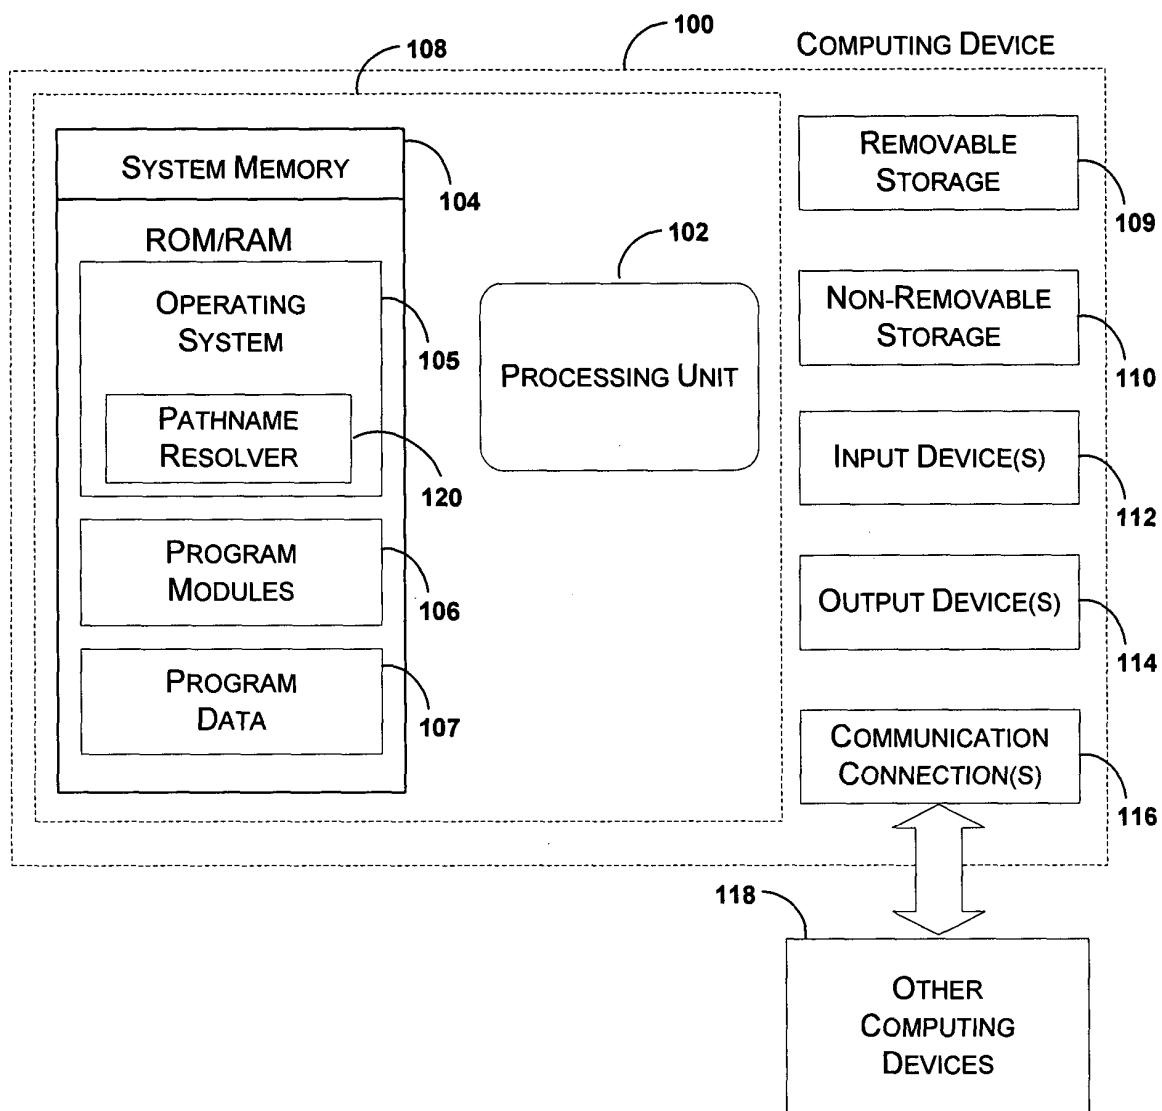 100
COMPUTING DEVICE
108
SYSTEM MEMORY
104
ROM/RAM
OPERATING
SYSTEM
105
PATHNAME
RESOLVER
120
PROGRAM
MODULES
106
PROGRAM
DATA
107
102
PROCESSING UNIT
REMOVABLE
STORAGE
109
NON-REMOVABLE
STORAGE
110
INPUT DEVICE(S)
112
OUTPUT DEVICE(S)
114
COMMUNICATION
CONNECTION(S)
116
118
OTHER
COMPUTING
DEVICES